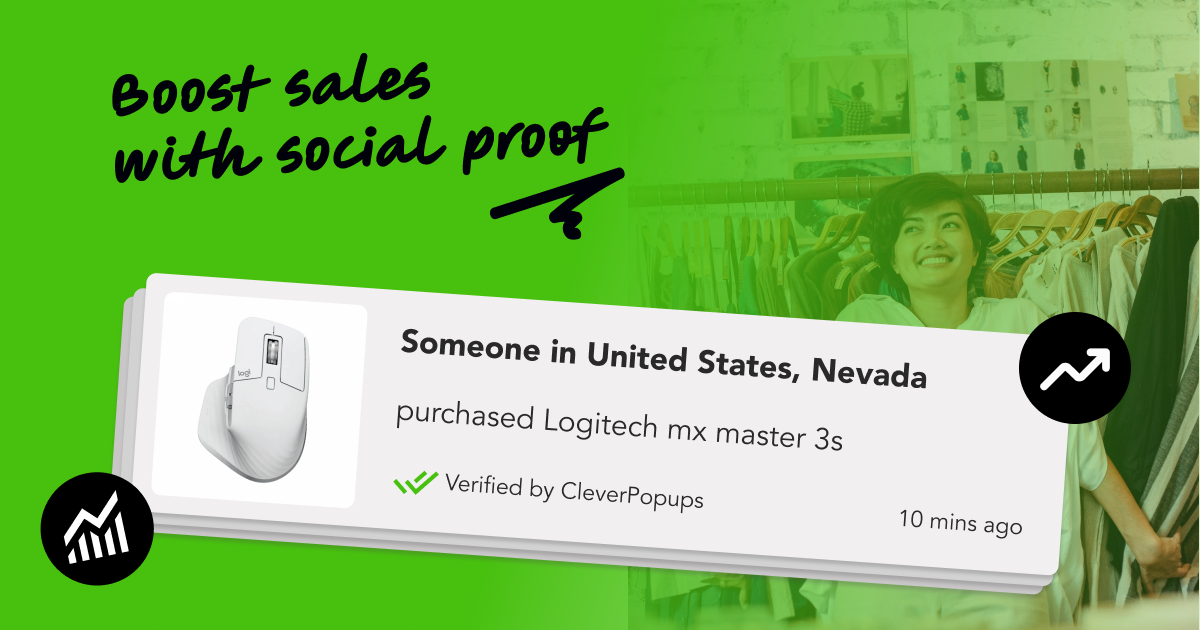 Boost sales
with social proof
logi
Someone in United States, Nevada
purchased Logitech mx master 3s
Verified by CleverPopups
10 mins ago